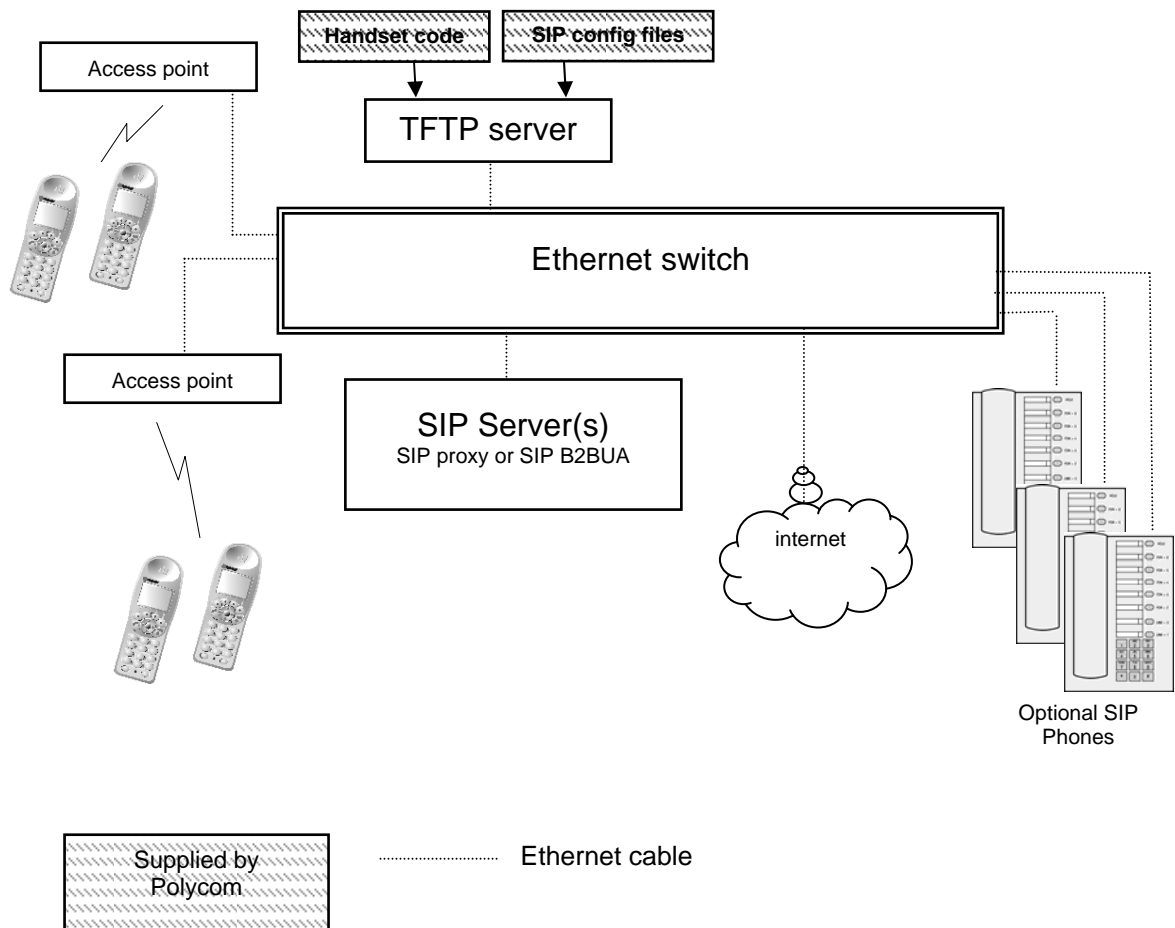 Handset code
SIP config files
Access point
TFTP server
Ethernet switch
Access point
SIP Server(s)
SIP proxy or SIP B2BUA
internet
Optional SIP
Phones
Supplied by
Polycom
Ethernet cable